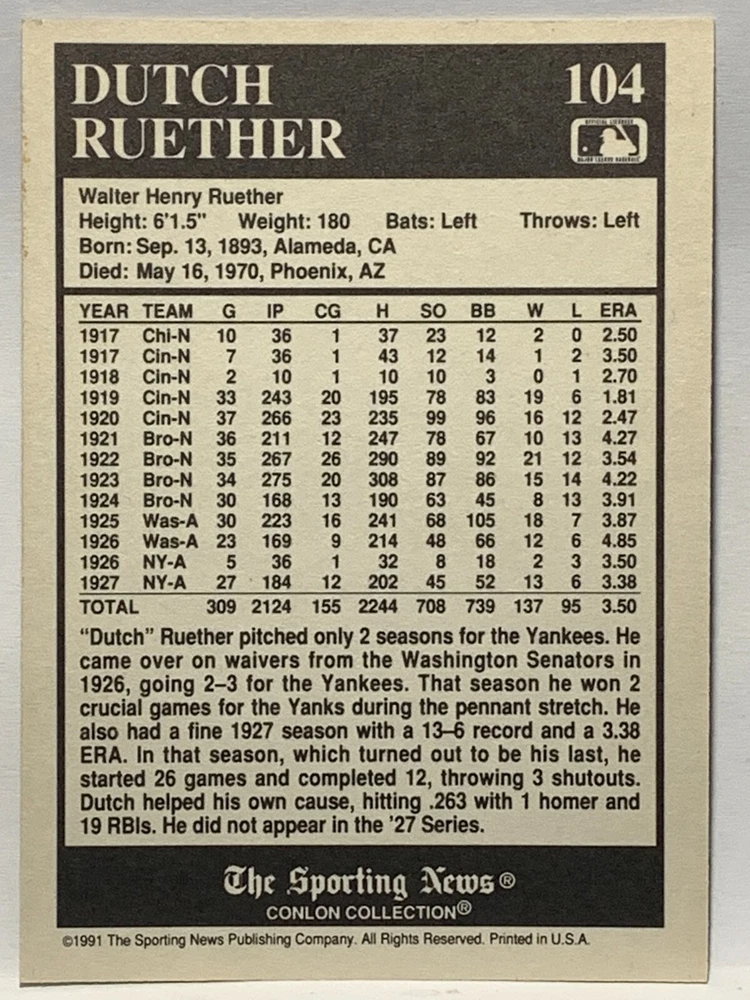 DUTCH 104
RUETHER
OFFICIAL LICENSEE
MAJOR LEAGUE BASEBALL
Walter Henry Ruether
Height: 6'1.5" Weight: 180 Bats: Left Throws: Left
Born: Sep. 13, 1893, Alameda, CA
Died: May 16, 1970, Phoenix, AZ
YEAR TEAM G IP CG H SO BB W L ERA
1917 Chi-N 10 36 1 37 23 12 2 0 2.50
1917 Cin-N 7 36 1 43 12 14 1 2 3.50
1918 Cin-N 2 10 1 10 10 3 0 1 2.70
1919 Cin-N 33 243 20 195 78 83 19 6 1.81
1920 Cin-N 37 266 23 235 99 96 16 12 2.47
1921 Bro-N 36 211 12 247 78 67 10 13 4.27
1922 Bro-N 35 267 26 290 89 92 21 12 3.54
1923 Bro-N 34 275 20 308 87 86 15 14 4.22
1924 Bro-N 30 168 13 190 63 45 8 13 3.91
1925 Was-A 30 223 16 241 68 105 18 7 3.87
1926 Was-A 23 169 9 214 48 66 12 6 4.85
1926 NY-A 5 36 1 32 8 18 2 3 3.50
1927 NY-A 27 184 12 202 45 52 13 6 3.38
TOTAL 309 2124 155 2244 708 739 137 95 3.50
"Dutch" Ruether pitched only 2 seasons for the Yankees. He
came over on waivers from the Washington Senators in
1926, going 2–3 for the Yankees. That season he won 2
crucial games for the Yanks during the pennant stretch. He
also had a fine 1927 season with a 13–6 record and a 3.38
ERA. In that season, which turned out to be his last, he
started 26 games and completed 12, throwing 3 shutouts.
Dutch helped his own cause, hitting .263 with 1 homer and
19 RBIs. He did not appear in the '27 Series.
The Sporting News®
CONLON COLLECTION®
©1991 The Sporting News Publishing Company. All Rights Reserved. Printed in U.S.A.